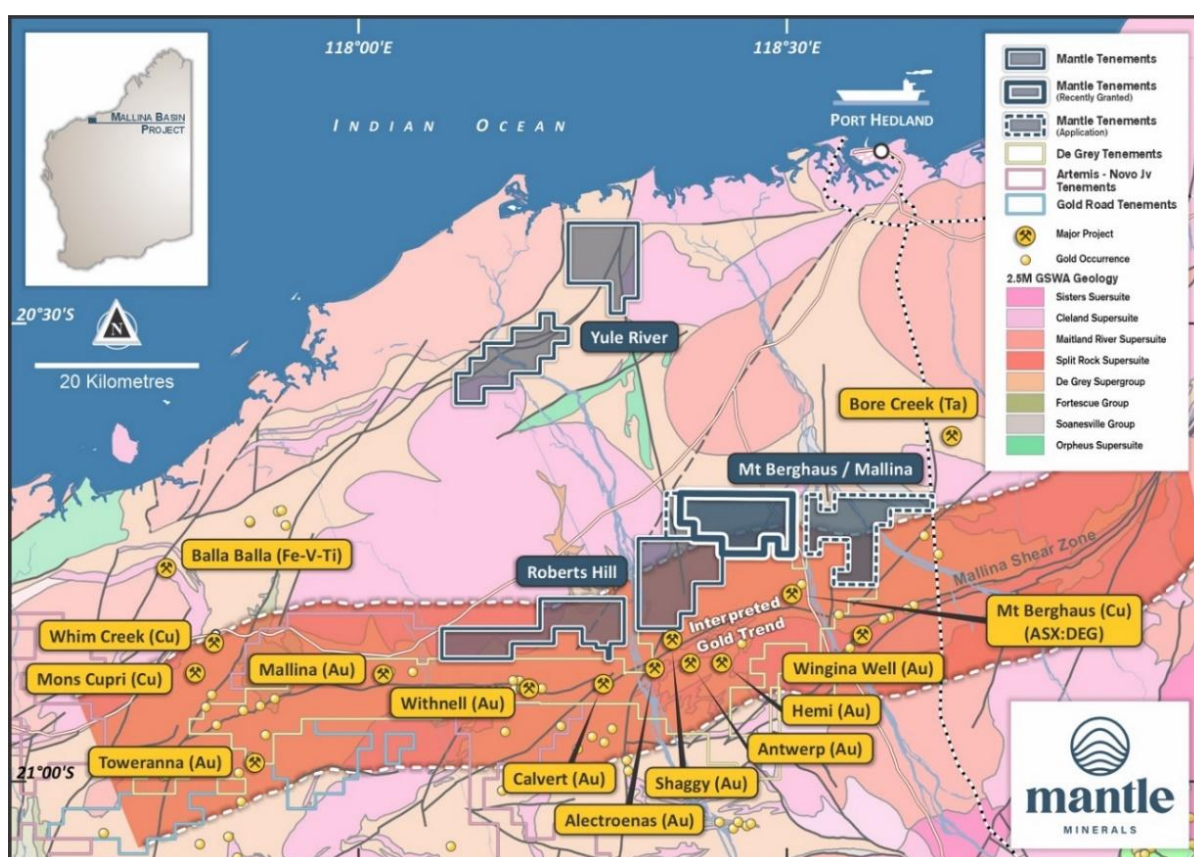 118°00'E
118°30'E
MALLINA BASIN
PROJECT
INDIAN OCEAN
PORT HEDLAND
Mantle Tenements
Mantle Tenements
(Recently Granted)
Mantle Tenements
(Application)
De Grey Tenements
Artemis - Novo Jv
Tenements
Gold Road Tenements
Major Project
Gold Occurrence
2.5M GSWA Geology
Sisters Suersuite
Cleland Supersuite
Maitland River Supersuite
Split Rock Supersuite
De Grey Supergroup
Fortescue Group
Soanesville Group
Orpheus Supersuite
20°30'S
N
20 Kilometres
Yule River
Bore Creek (Ta)
Mt Berghaus / Mallina
Balla Balla (Fe-V-Ti)
Roberts Hill
Mallina Shear Zone
Interpreted
Gold Trend
Mt Berghaus (Cu)
(ASX:DEG)
Whim Creek (Cu)
Mons Cupri (Cu)
Mallina (Au)
Withnell (Au)
Wingina Well (Au)
Hemi (Au)
Antwerp (Au)
Toweranna (Au)
Calvert (Au)
Shaggy (Au)
Alectroenas (Au)
21°00'S
mantle
MINERALS